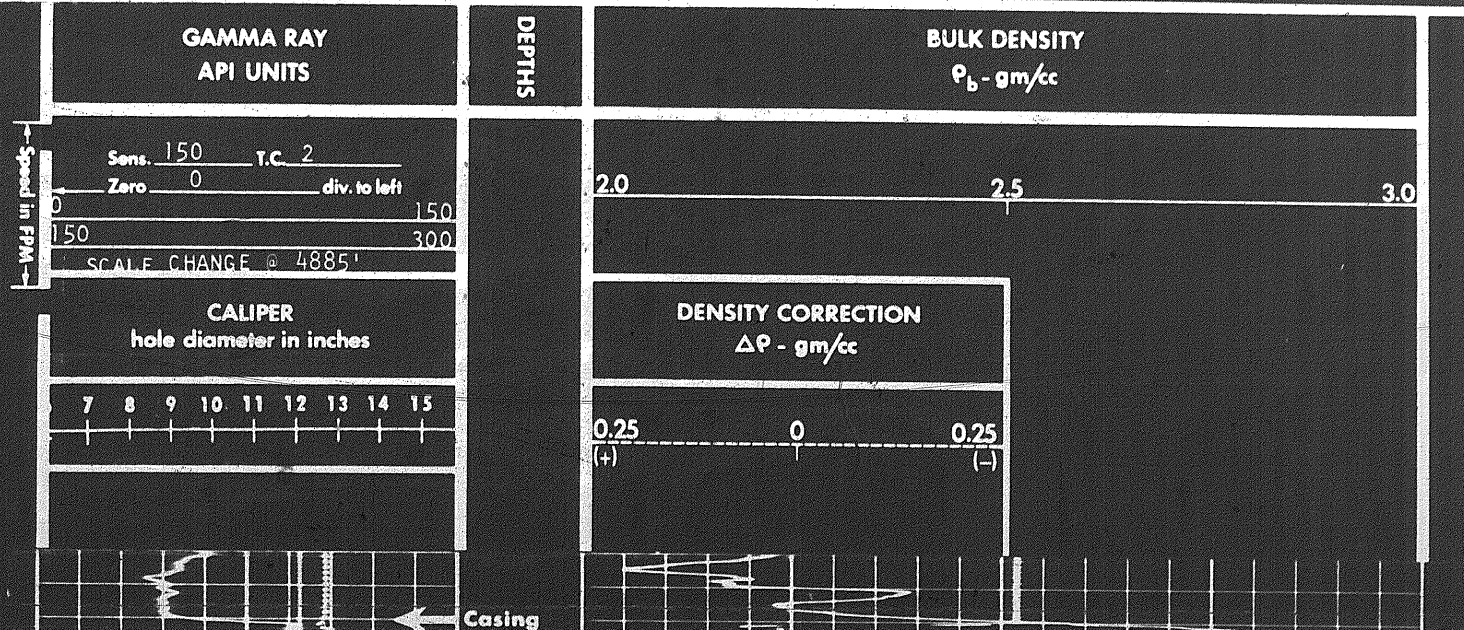 GAMMA RAY
API UNITS
DEPTHS
BULK DENSITY
ρb - gm/cc
←Speed in FPM→
Sens. 150 T.C. 2
Zero 0 div. to left
0 150
150 300
SCALE CHANGE @ 4885'
2.0 2.5 3.0
CALIPER
hole diameter in inches
7 8 9 10 11 12 13 14 15
DENSITY CORRECTION
Δρ - gm/cc
0.25 0 0.25
(+) (–)
Casing